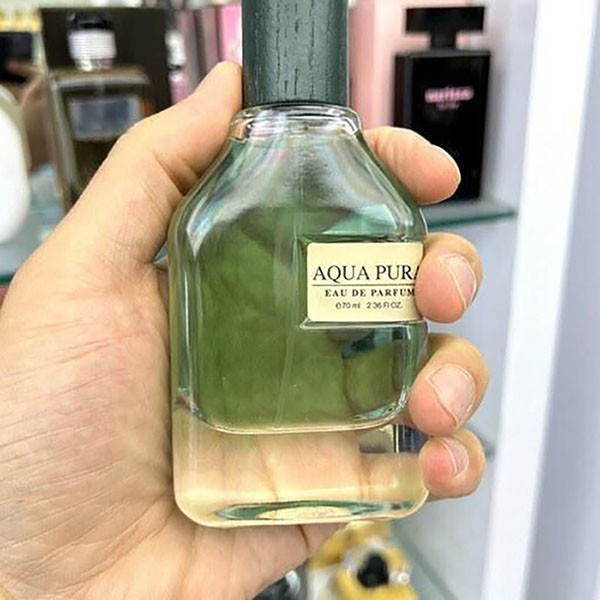 AQUA PURA
EAU DE PARFUM
℮70 ml 2.36 Fl OZ.